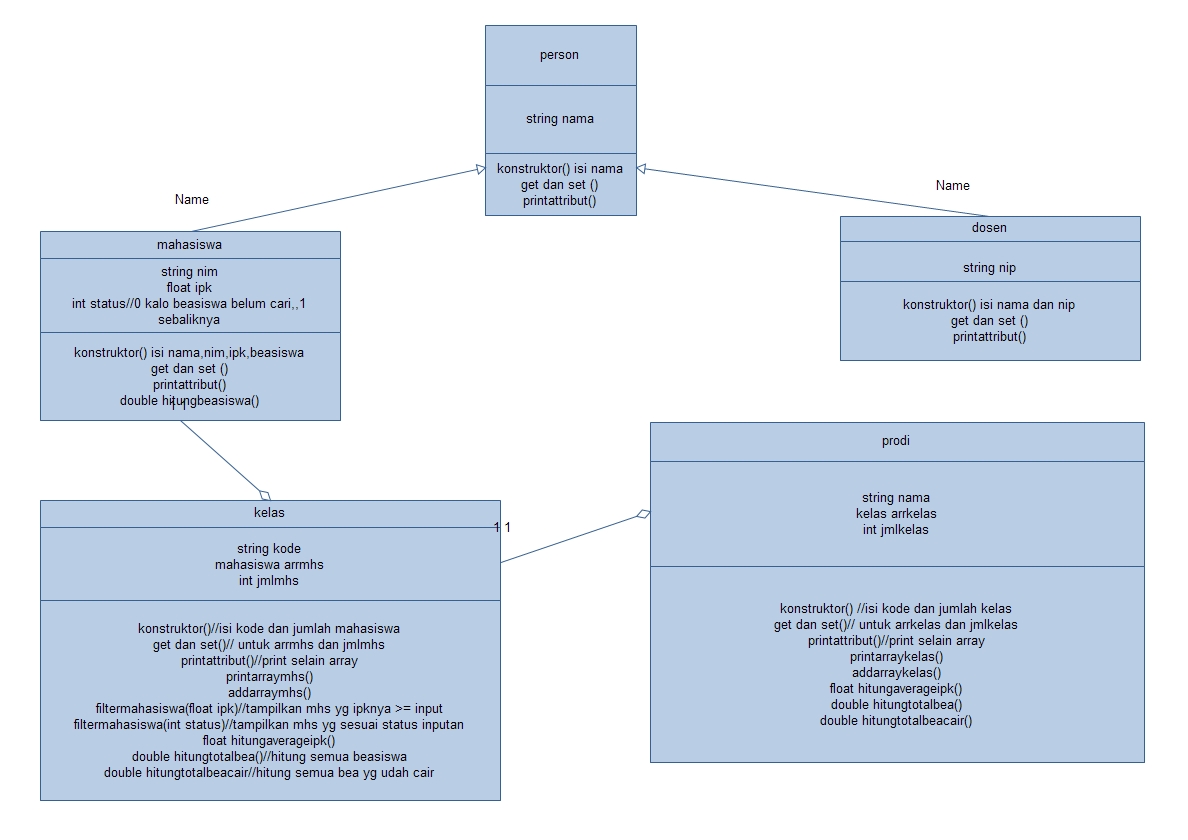 person
string nama
konstruktor() isi nama
get dan set ()
printattribut()
Name
Name
mahasiswa
string nim
float ipk
int status//0 kalo beasiswa belum cari,,1
sebaliknya
konstruktor() isi nama,nim,ipk,beasiswa
get dan set ()
printattribut()
double hitungbeasiswa()
1 1
dosen
string nip
konstruktor() isi nama dan nip
get dan set ()
printattribut()
kelas
1 1
string kode
mahasiswa arrmhs
int jmlmhs
konstruktor()//isi kode dan jumlah mahasiswa
get dan set()// untuk arrmhs dan jmlmhs
printattribut()//print selain array
printarraymhs()
addarraymhs()
filtermahasiswa(float ipk)//tampilkan mhs yg ipknya >= input
filtermahasiswa(int status)//tampilkan mhs yg sesuai status inputan
float hitungaverageipk()
double hitungtotalbea()//hitung semua beasiswa
double hitungtotalbeacair//hitung semua bea yg udah cair
prodi
string nama
kelas arrkelas
int jmlkelas
konstruktor() //isi kode dan jumlah kelas
get dan set()// untuk arrkelas dan jmlkelas
printattribut()//print selain array
printarraykelas()
addarraykelas()
float hitungaverageipk()
double hitungtotalbea()
double hitungtotalbeacair()